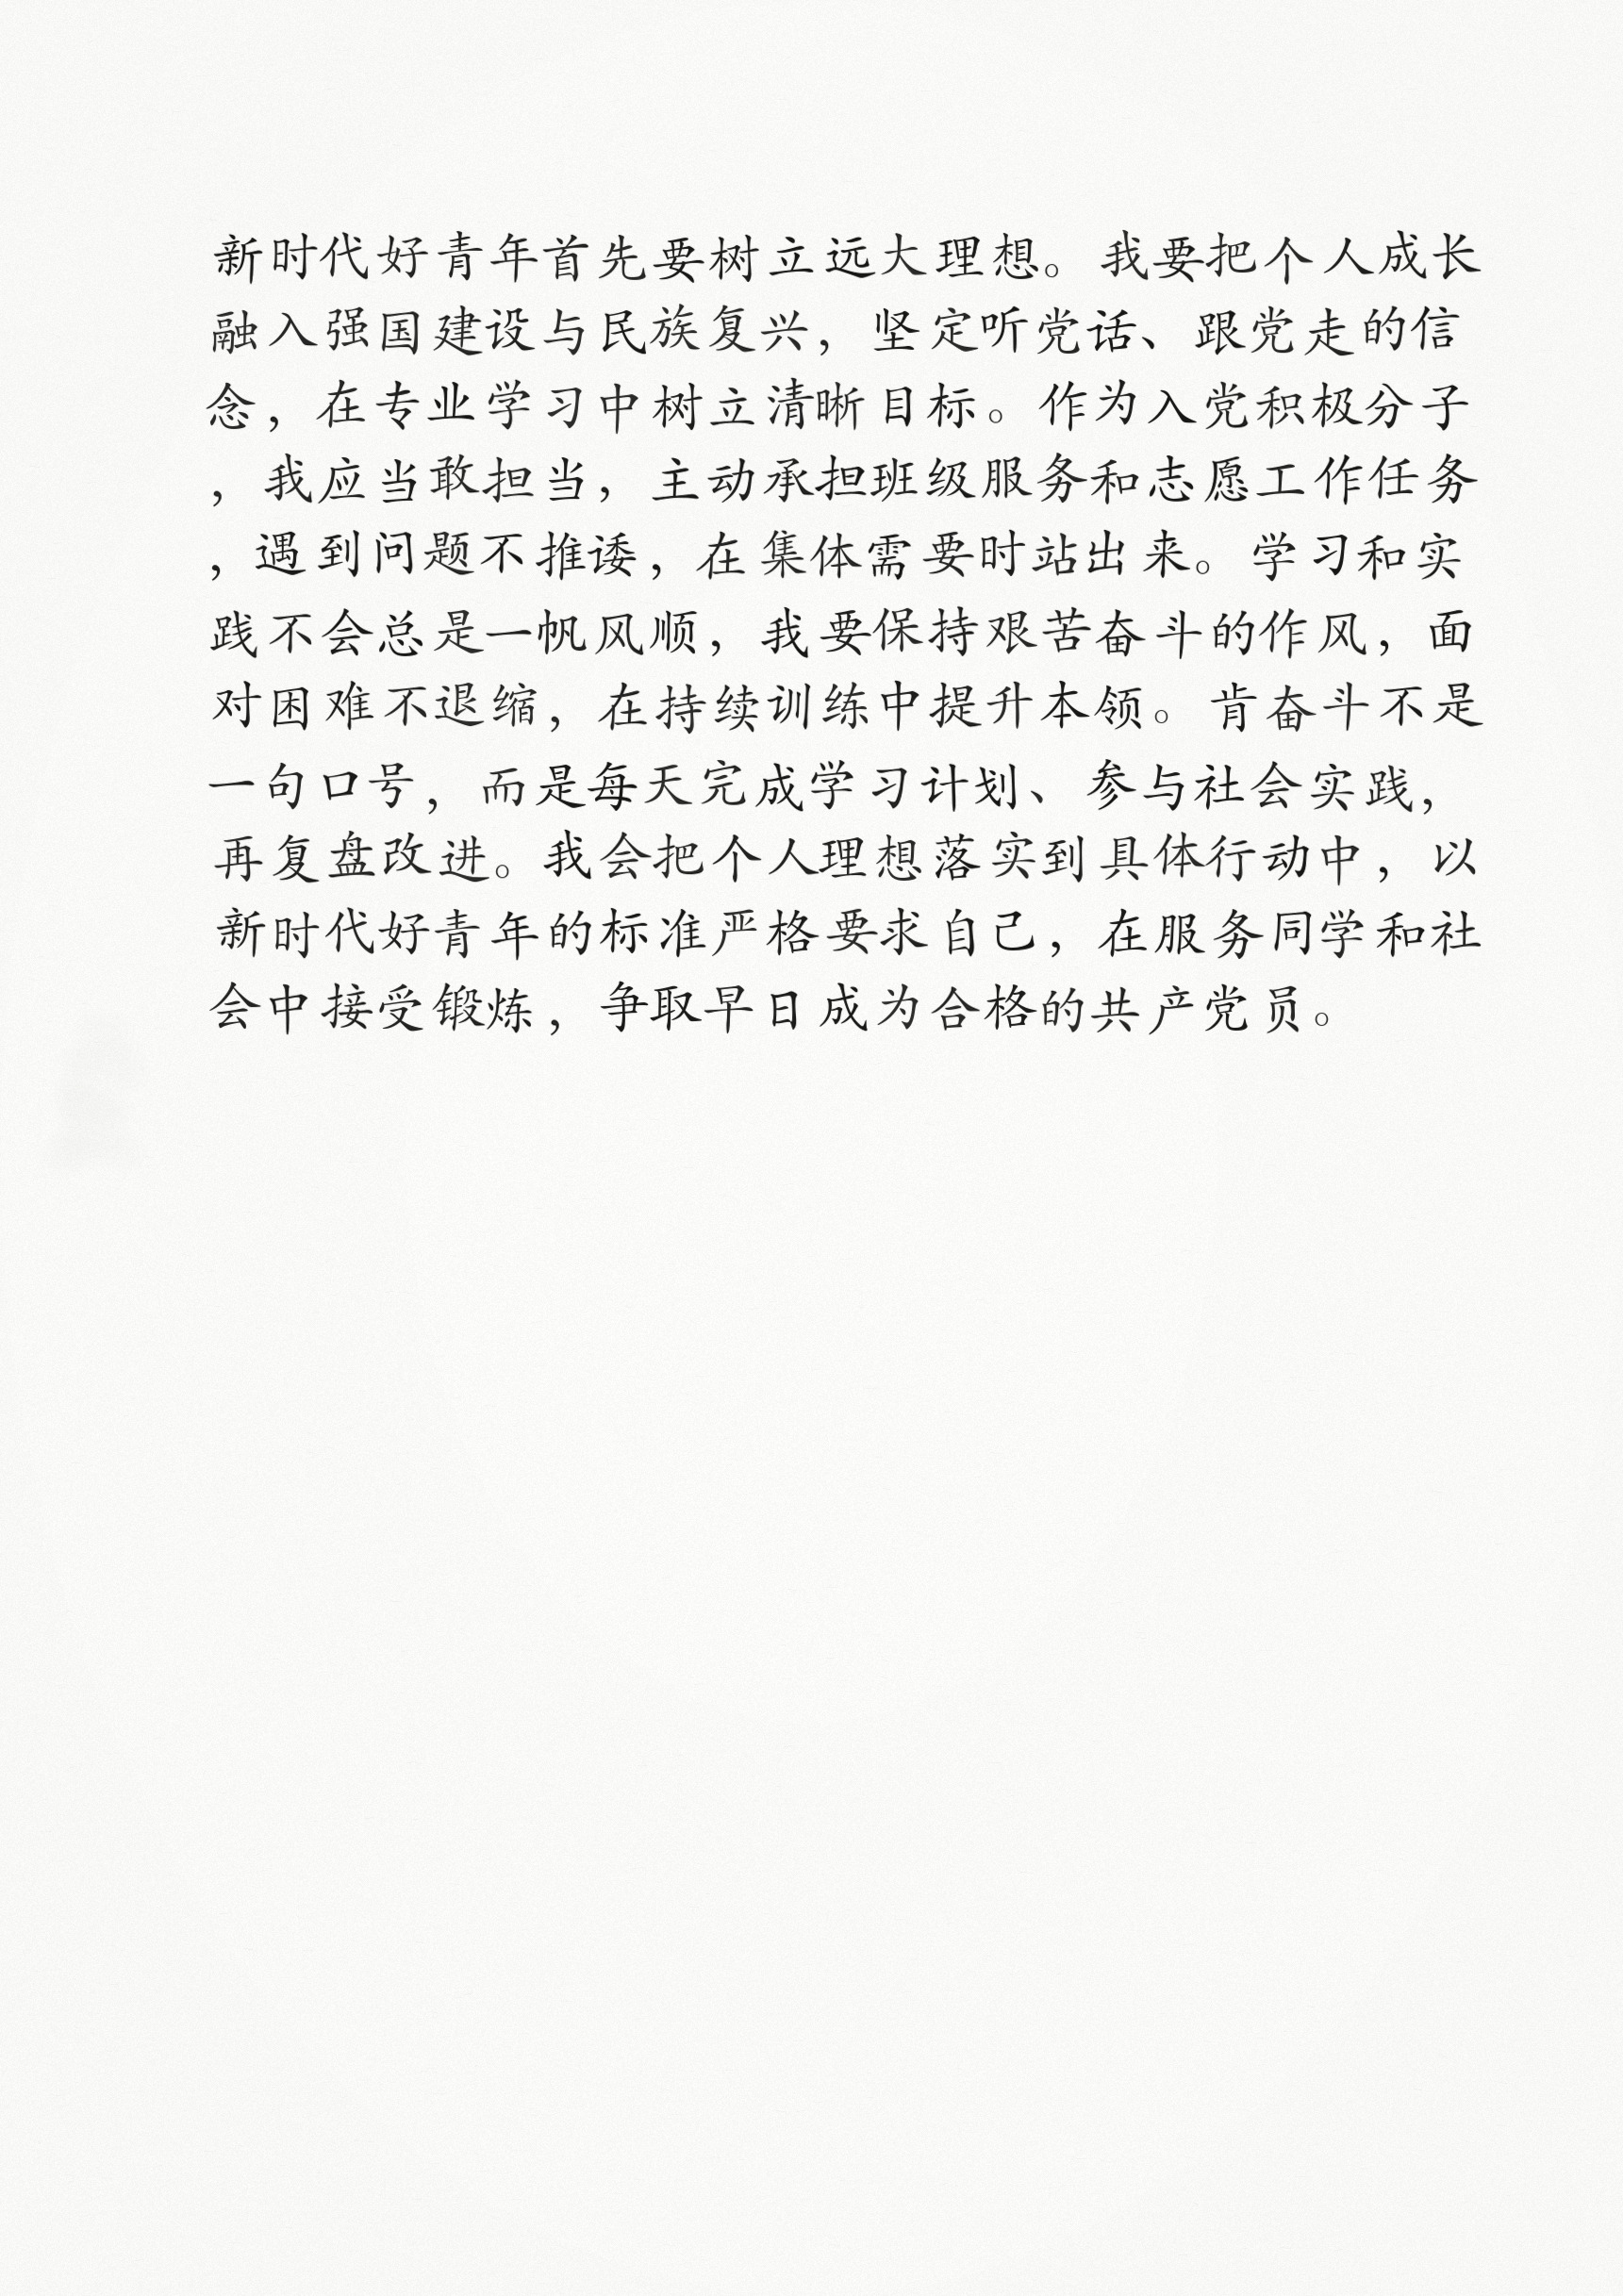 新时代好青年首先要树立远大理想。我要把个人成长
融入强国建设与民族复兴，坚定听党话、跟党走的信
念，在专业学习中树立清晰目标。作为入党积极分子
，我应当敢担当，主动承担班级服务和志愿工作任务
，遇到问题不推诿，在集体需要时站出来。学习和实
践不会总是一帆风顺，我要保持艰苦奋斗的作风，面
对困难不退缩，在持续训练中提升本领。肯奋斗不是
一句口号，而是每天完成学习计划、参与社会实践，
再复盘改进。我会把个人理想落实到具体行动中，以
新时代好青年的标准严格要求自己，在服务同学和社
会中接受锻炼，争取早日成为合格的共产党员。